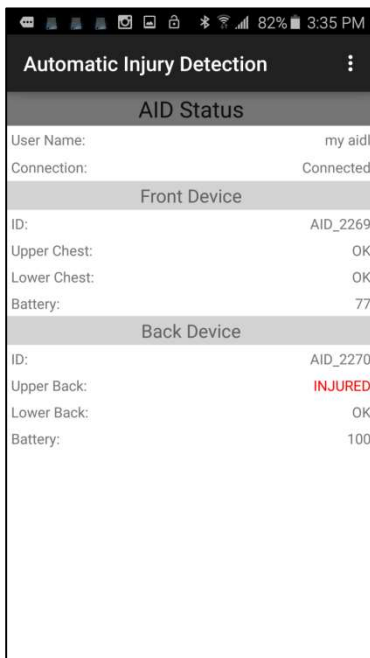 82% 3:35 PM
Automatic Injury Detection
AID Status
User Name: my aidl
Connection: Connected
Front Device
ID: AID_2269
Upper Chest: OK
Lower Chest: OK
Battery: 77
Back Device
ID: AID_2270
Upper Back: INJURED
Lower Back: OK
Battery: 100